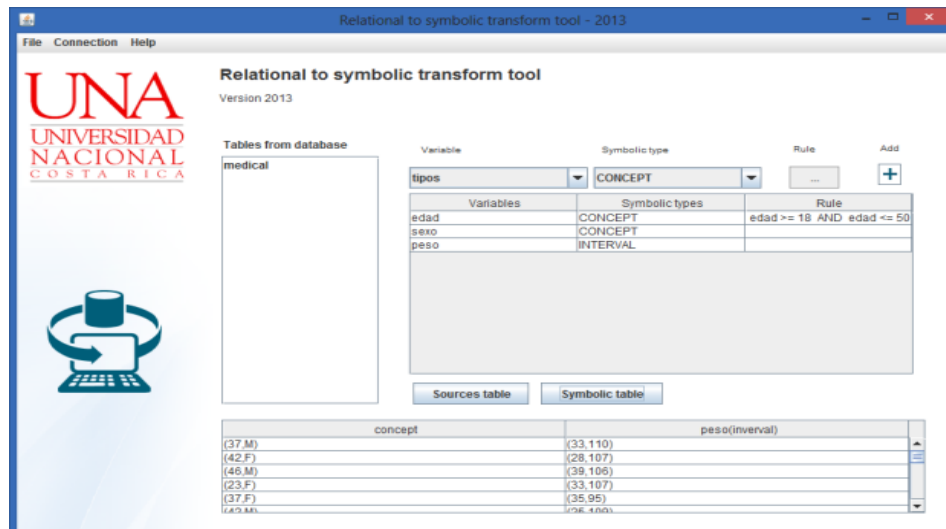 Relational to symbolic transform tool - 2013
File Connection Help
UNA
UNIVERSIDAD
NACIONAL
COSTA RICA
Relational to symbolic transform tool
Version 2013
Tables from database
medical
Variable Symbolic type Rule Add
tipos CONCEPT ... +
Variables Symbolic types Rule
edad CONCEPT edad >= 18 AND edad <= 50
sexo CONCEPT
peso INTERVAL
Sources table Symbolic table
concept peso(inverval)
(37,M) (33,110)
(42,F) (28,107)
(46,M) (39,106)
(23,F) (33,107)
(37,F) (35,95)
(42,M)